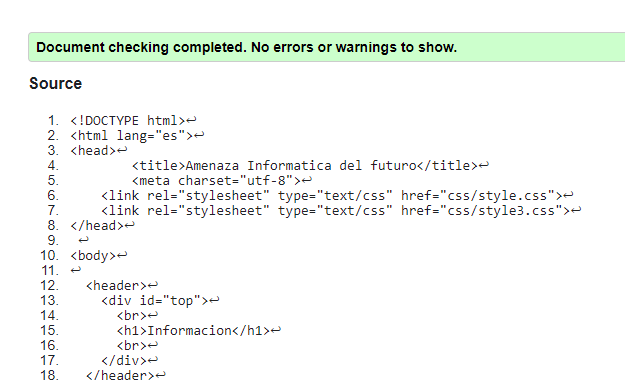 Document checking completed. No errors or warnings to show.
Source
1. <!DOCTYPE html>↩
2. <html lang="es">↩
3. <head>↩
4. <title>Amenaza Informatica del futuro</title>↩
5. <meta charset="utf-8">↩
6. <link rel="stylesheet" type="text/css" href="css/style.css">↩
7. <link rel="stylesheet" type="text/css" href="css/style3.css">↩
8. </head>↩
9. ↩
10. <body>↩
11. ↩
12. <header>↩
13. <div id="top">↩
14. <br>↩
15. <h1>Informacion</h1>↩
16. <br>↩
17. </div>↩
18. </header>↩